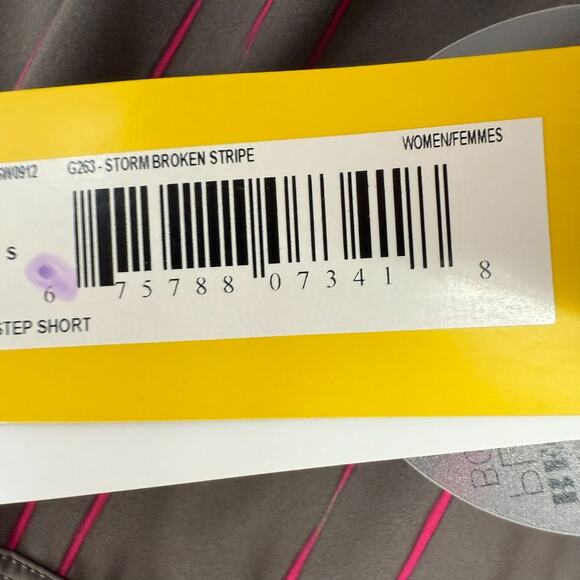 G263 - STORM BROKEN STRIPE
WOMEN/FEMMES
S
6 75788 07341 8
STEP SHORT